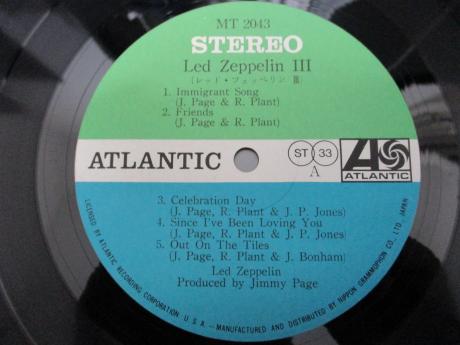 MT 2043
STEREO
Led Zeppelin III
(レッド・ツェッペリン Ⅲ)
1. Immigrant Song
(J. Page & R. Plant)
2. Friends
(J. Page & R. Plant)
ATLANTIC
ST 33
A
ATLANTIC
3. Celebration Day
(J. Page, R. Plant & J. P. Jones)
4. Since I've Been Loving You
(J. Page, R. Plant & J. P. Jones)
5. Out On The Tiles
(J. Page, R. Plant & J. Bonham)
Led Zeppelin
Produced by Jimmy Page
LICENSED BY ATLANTIC RECORDING CORPORATION U.S.A.—MANUFACTURED AND DISTRIBUTED BY NIPPON GRAMMOPHON CO., LTD., JAPAN